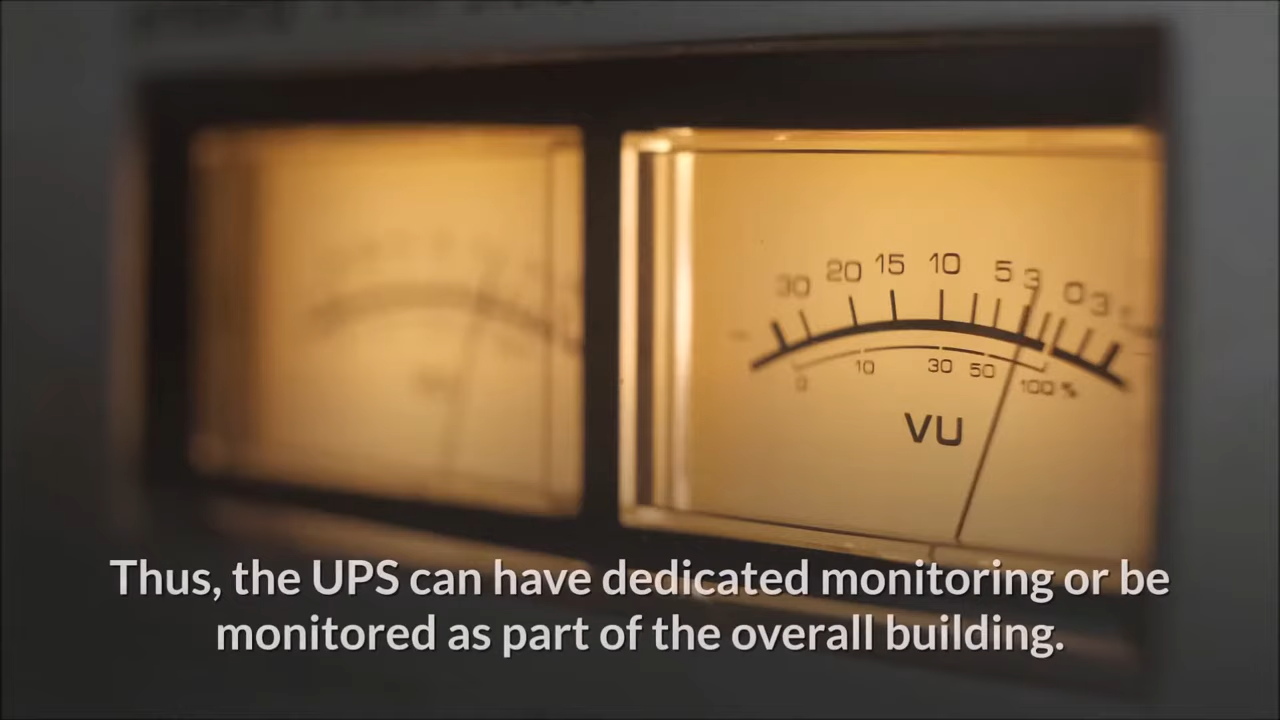 30 20 15 10 5 3 0 3
0 10 30 50 100 %
VU
Thus, the UPS can have dedicated monitoring or be
monitored as part of the overall building.